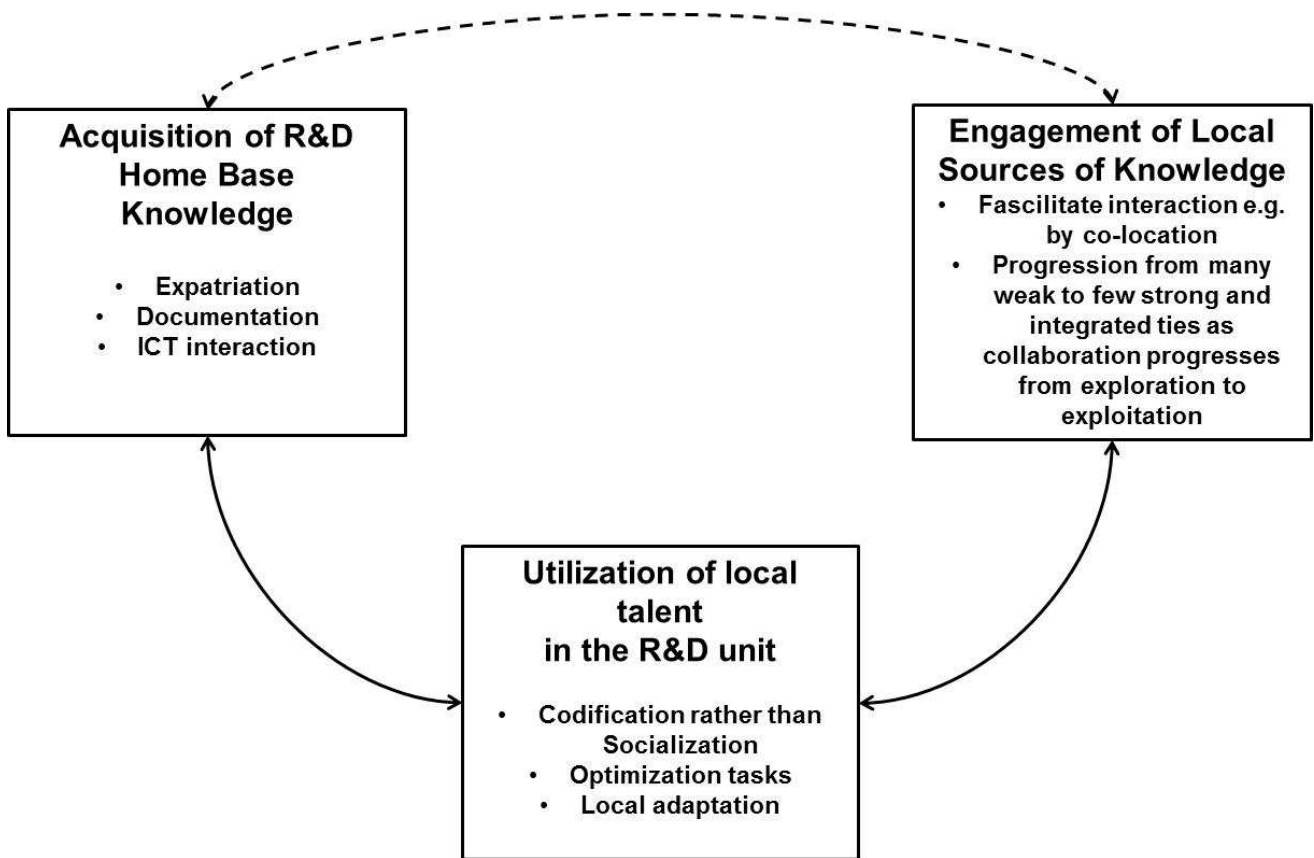 Acquisition of R&D
Home Base
Knowledge
• Expatriation
• Documentation
• ICT interaction
Engagement of Local
Sources of Knowledge
• Fascilitate interaction e.g.
by co-location
• Progression from many
weak to few strong and
integrated ties as
collaboration progresses
from exploration to
exploitation
Utilization of local
talent
in the R&D unit
• Codification rather than
Socialization
• Optimization tasks
• Local adaptation